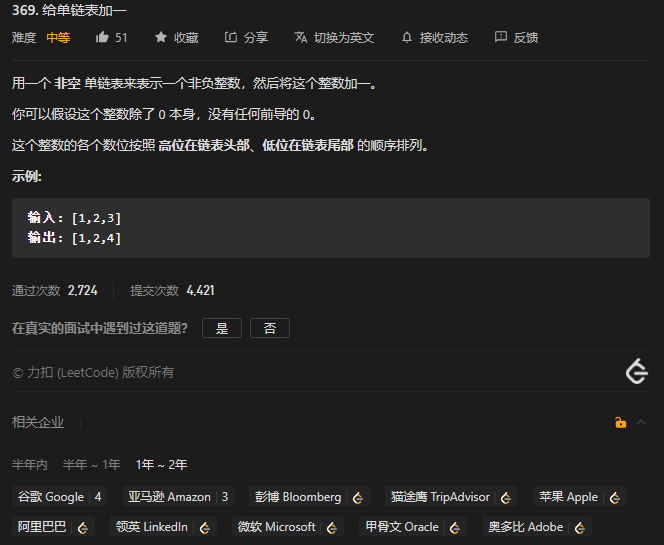 369. 给单链表加一
难度 中等 51 收藏 分享 切换为英文 接收动态 反馈
用一个 非空 单链表来表示一个非负整数，然后将这个整数加一。
你可以假设这个整数除了 0 本身，没有任何前导的 0。
这个整数的各个数位按照 高位在链表头部、低位在链表尾部 的顺序排列。
示例:
输入: [1,2,3]
输出: [1,2,4]
通过次数 2,724 提交次数 4,421
在真实的面试中遇到过这道题? 是 否
© 力扣 (LeetCode) 版权所有
相关企业
半年内 半年 ~ 1年 1年 ~ 2年
谷歌 Google 4 亚马逊 Amazon 3 彭博 Bloomberg 猫途鹰 TripAdvisor 苹果 Apple
阿里巴巴 领英 LinkedIn 微软 Microsoft 甲骨文 Oracle 奥多比 Adobe